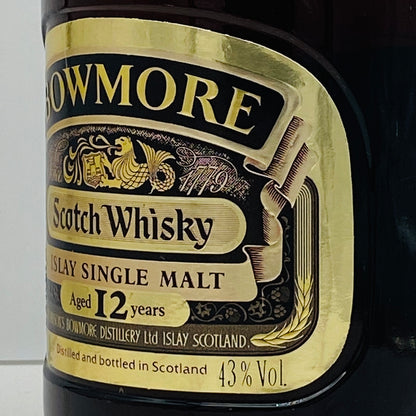 BOWMORE
1779
Scotch Whisky
ISLAY SINGLE MALT
Aged 12 years
BOWMORE DISTILLERY Ltd ISLAY SCOTLAND
Distilled and bottled in Scotland 43% Vol.